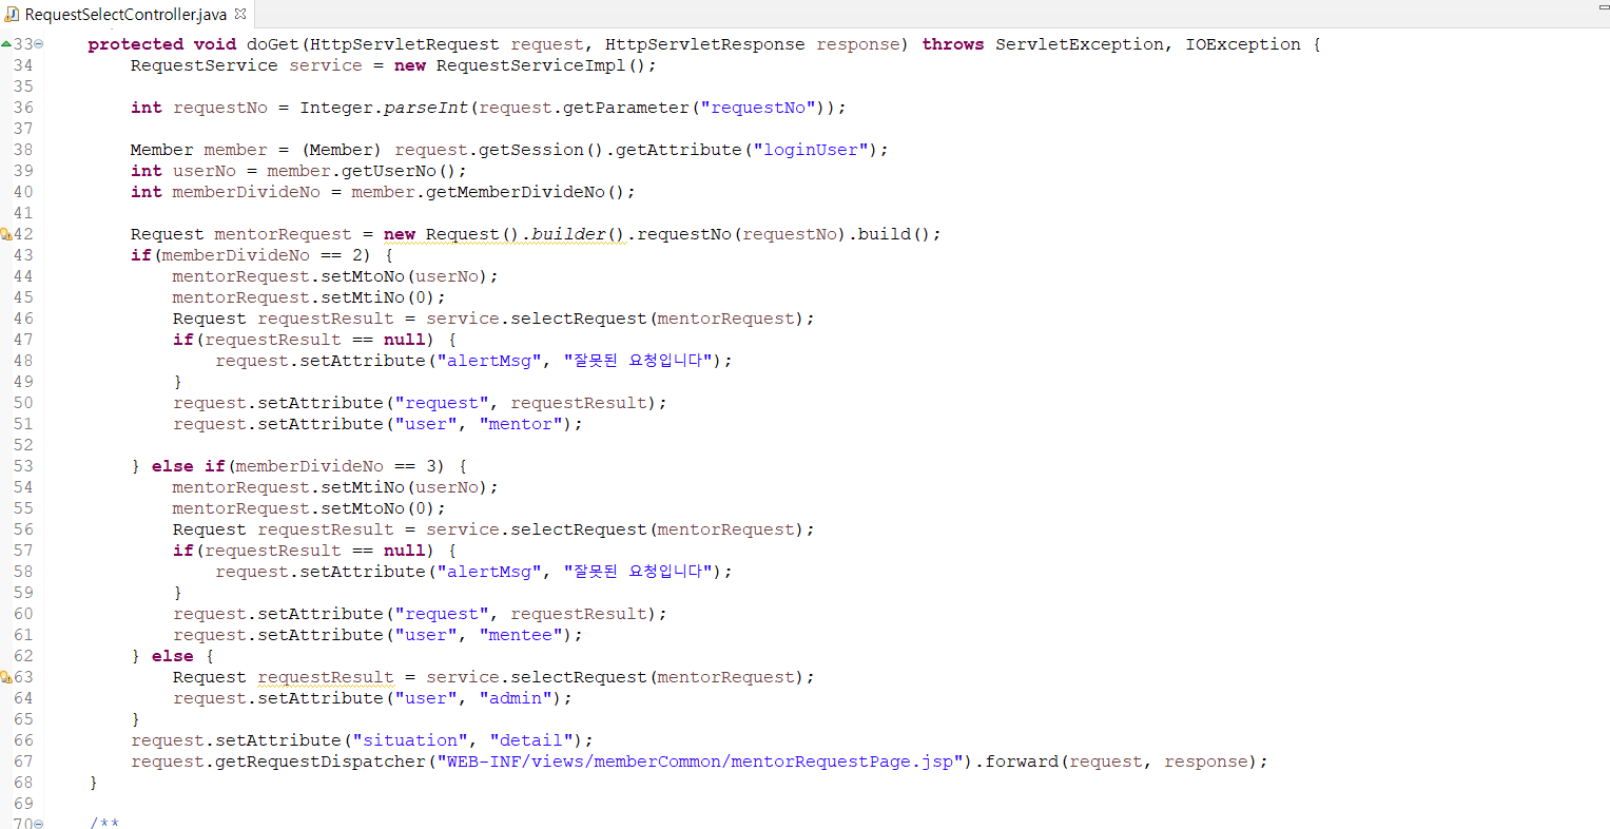 RequestSelectController.java
33 protected void doGet(HttpServletRequest request, HttpServletResponse response) throws ServletException, IOException {
34 RequestService service = new RequestServiceImpl();
35
36 int requestNo = Integer.parseInt(request.getParameter("requestNo"));
37
38 Member member = (Member) request.getSession().getAttribute("loginUser");
39 int userNo = member.getUserNo();
40 int memberDivideNo = member.getMemberDivideNo();
41
42 Request mentorRequest = new Request().builder().requestNo(requestNo).build();
43 if(memberDivideNo == 2) {
44 mentorRequest.setMtoNo(userNo);
45 mentorRequest.setMtiNo(0);
46 Request requestResult = service.selectRequest(mentorRequest);
47 if(requestResult == null) {
48 request.setAttribute("alertMsg", "잘못된 요청입니다");
49 }
50 request.setAttribute("request", requestResult);
51 request.setAttribute("user", "mentor");
52
53 } else if(memberDivideNo == 3) {
54 mentorRequest.setMtiNo(userNo);
55 mentorRequest.setMtoNo(0);
56 Request requestResult = service.selectRequest(mentorRequest);
57 if(requestResult == null) {
58 request.setAttribute("alertMsg", "잘못된 요청입니다");
59 }
60 request.setAttribute("request", requestResult);
61 request.setAttribute("user", "mentee");
62 } else {
63 Request requestResult = service.selectRequest(mentorRequest);
64 request.setAttribute("user", "admin");
65 }
66 request.setAttribute("situation", "detail");
67 request.getRequestDispatcher("WEB-INF/views/memberCommon/mentorRequestPage.jsp").forward(request, response);
68 }
69
70 /**